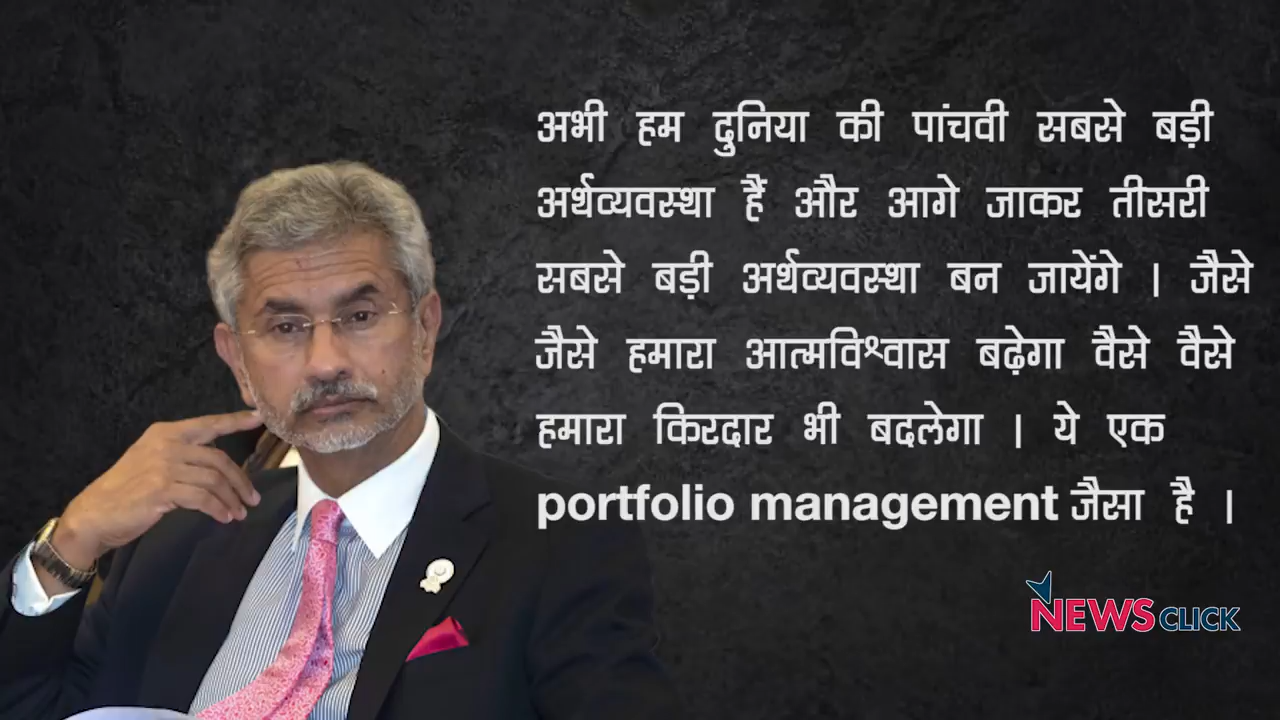 अभी हम दुनिया की पांचवी सबसे बड़ी
अर्थव्यवस्था हैं और आगे जाकर तीसरी
सबसे बड़ी अर्थव्यवस्था बन जायेंगे । जैसे
जैसे हमारा आत्मविश्वास बढ़ेगा वैसे वैसे
हमारा किरदार भी बदलेगा । ये एक
portfolio management जैसा है ।
NEWSCLICK